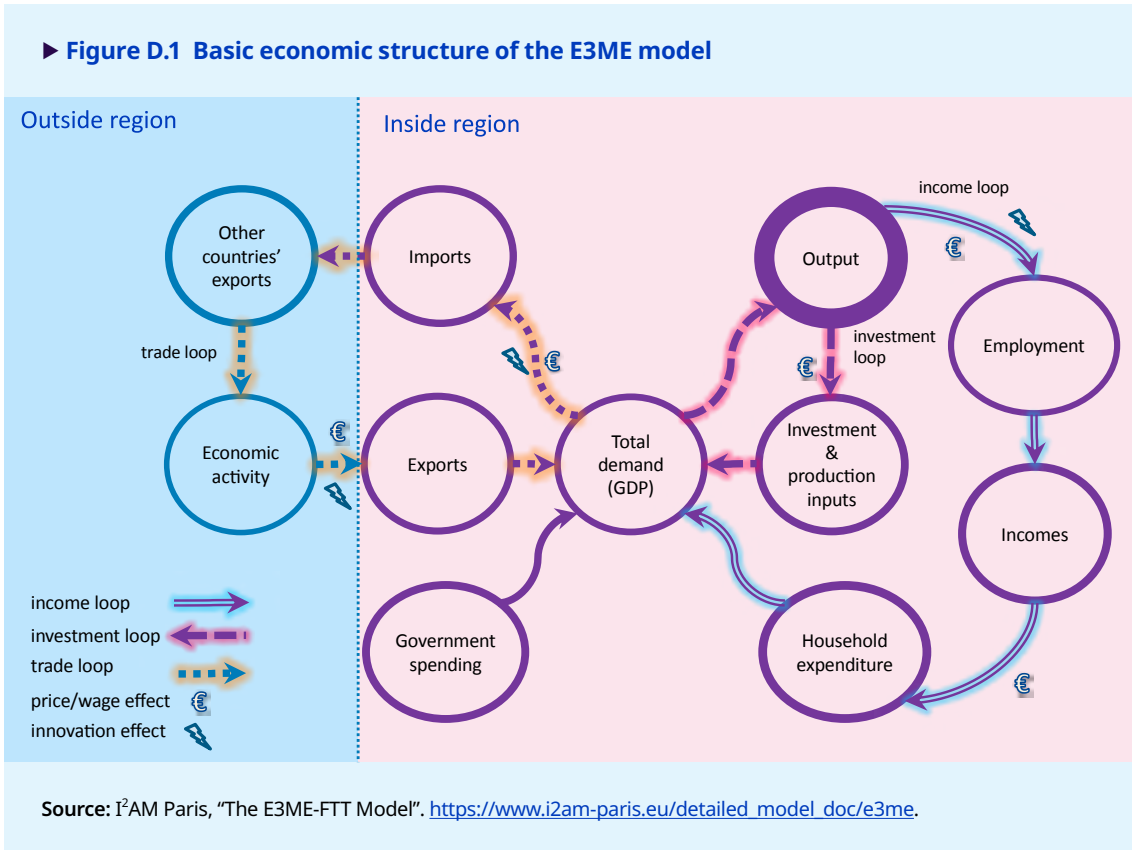 ▶ Figure D.1 Basic economic structure of the E3ME model
Outside region
Inside region
income loop
Other
countries’
exports
Imports
Output
€
€
€
trade loop
investment
loop
Employment
€
Economic
activity
Exports
Total
demand
(GDP)
Investment
&
production
inputs
Incomes
income loop
investment loop
trade loop
price/wage effect €
innovation effect
Government
spending
Household
expenditure
€
Source: I²AM Paris, “The E3ME-FTT Model”. https://www.i2am-paris.eu/detailed_model_doc/e3me.